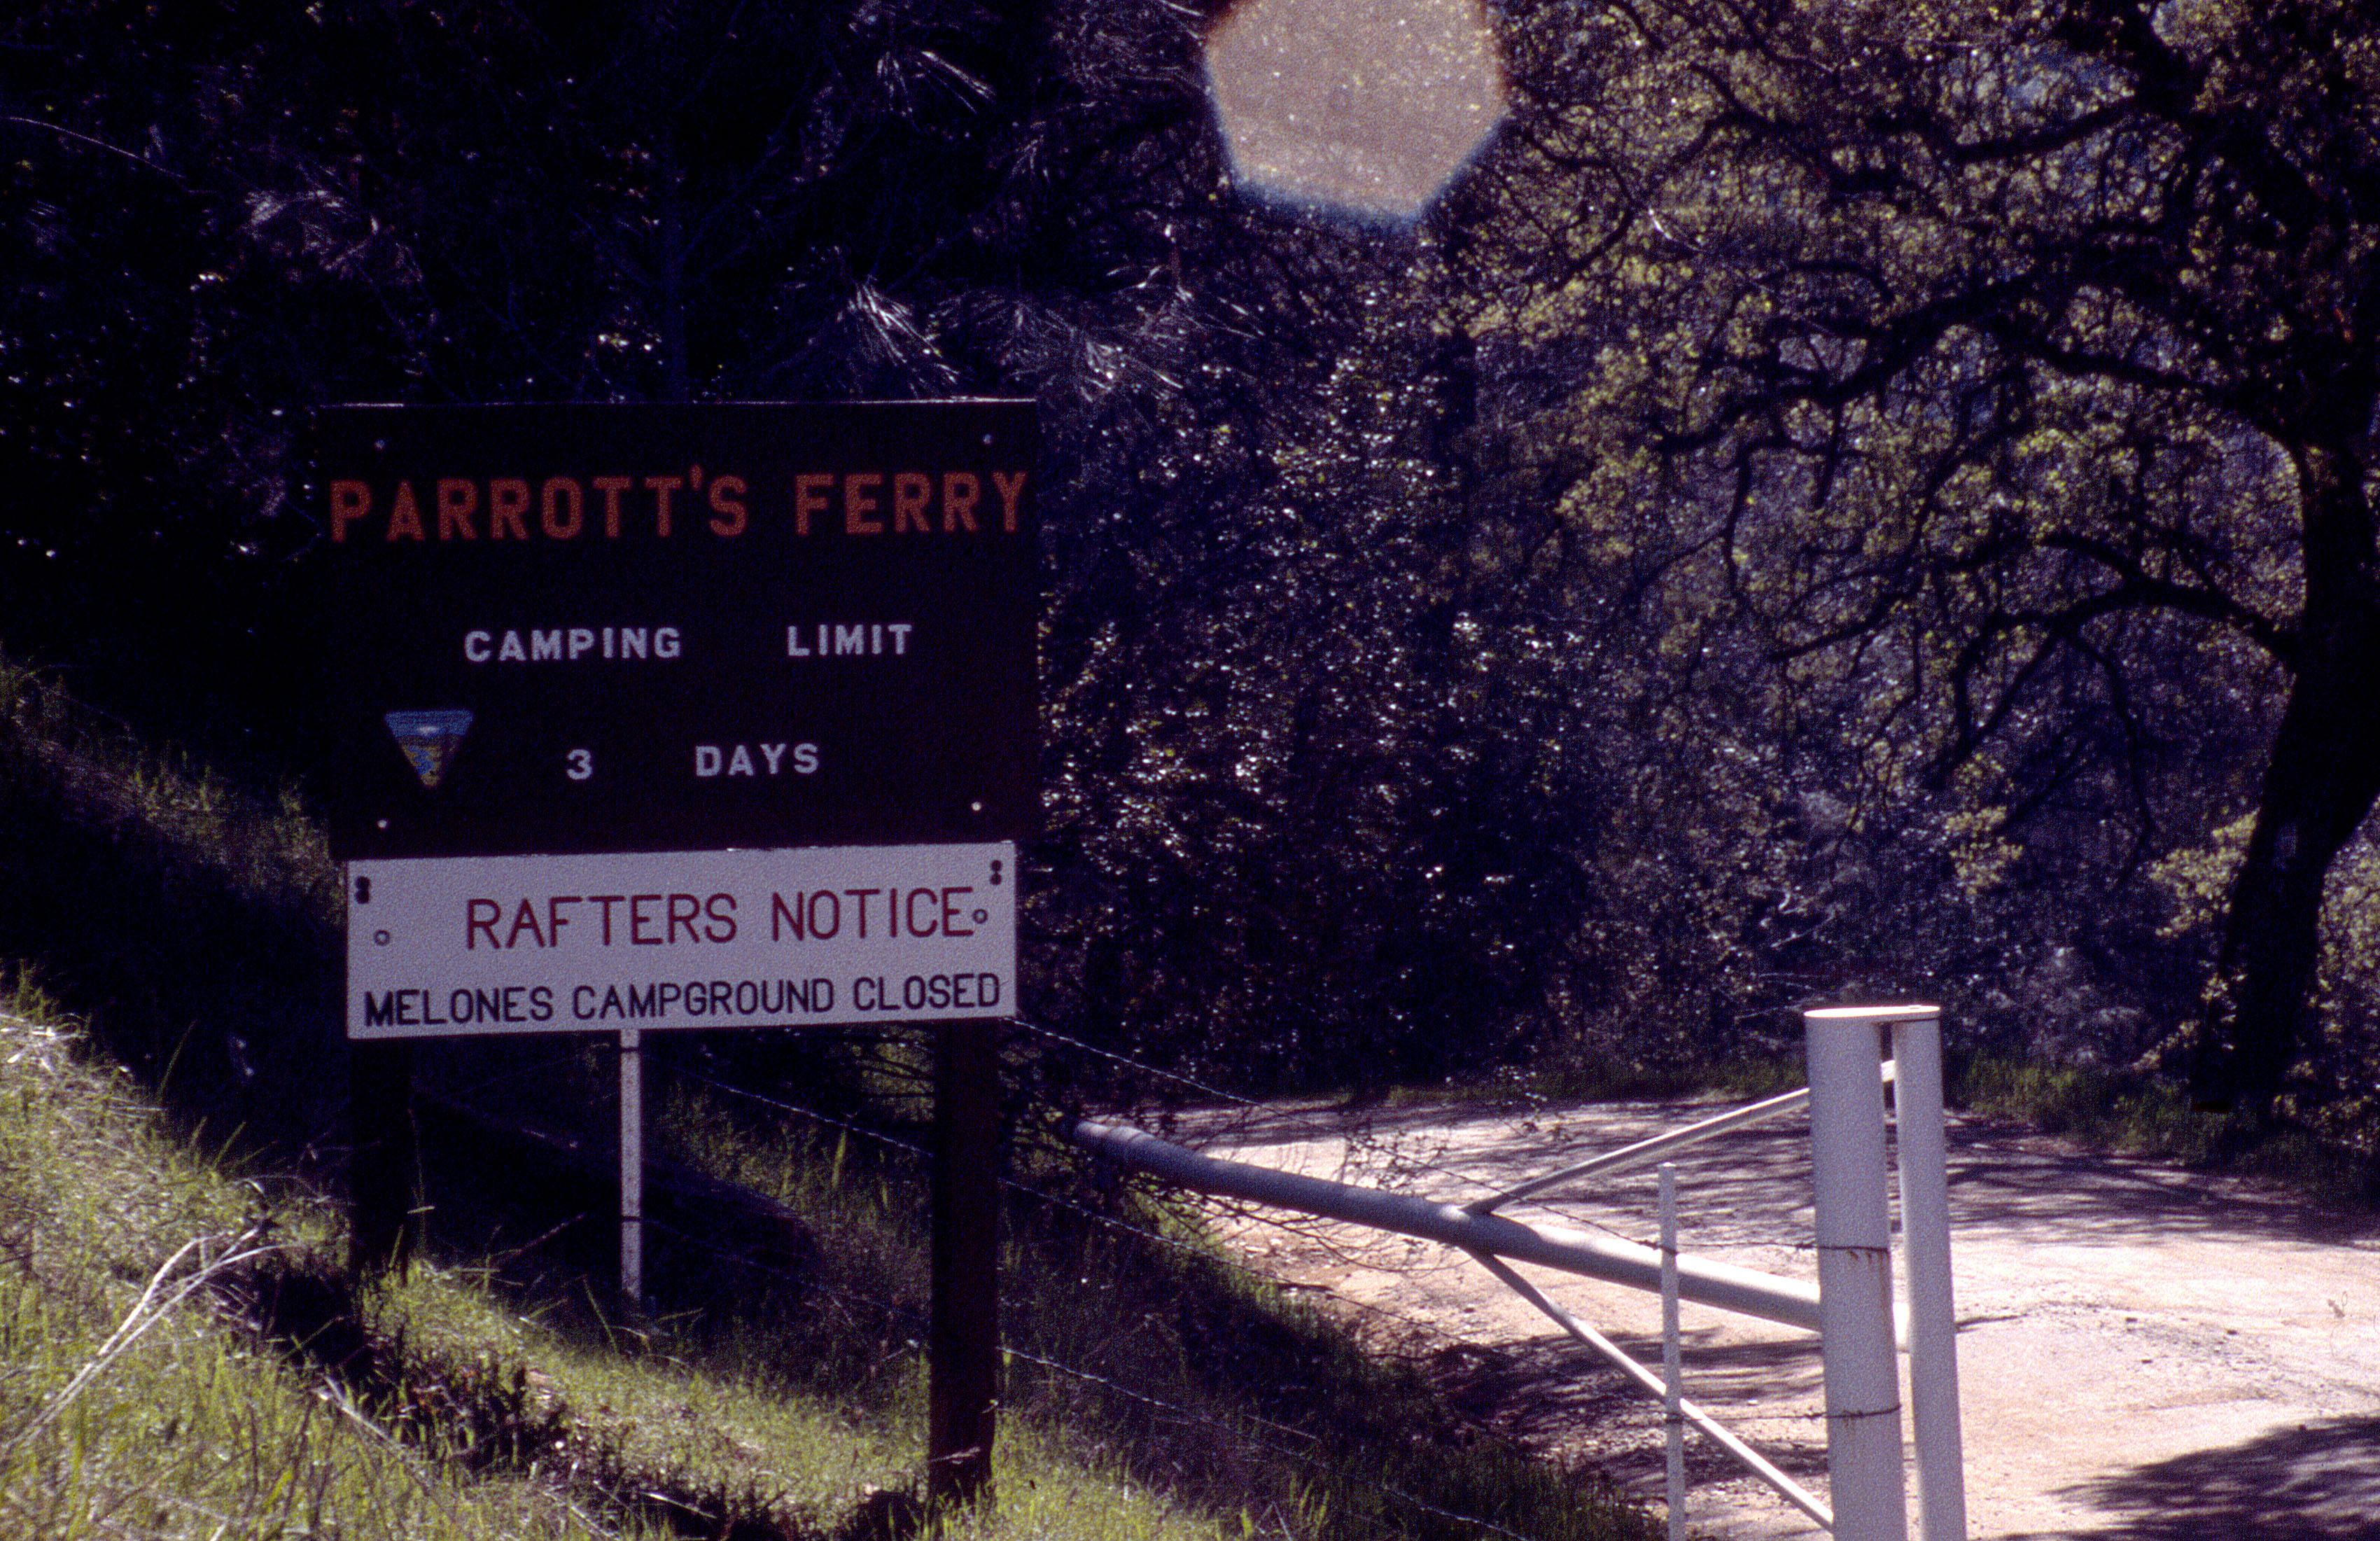 PARROTT'S FERRY
CAMPING LIMIT
3 DAYS
RAFTERS NOTICE
MELONES CAMPGROUND CLOSED